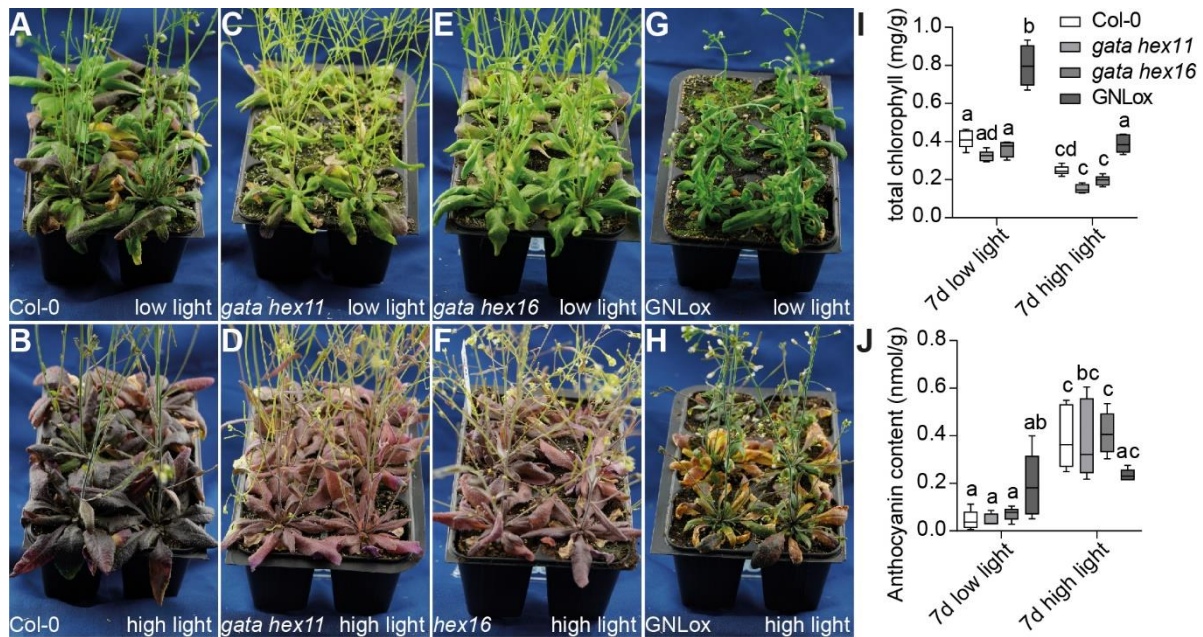 A
C
E
G
Col-0 low light
gata hex11 low light
gata hex16 low light
GNLox low light
B
D
F
H
Col-0 high light
gata hex11 high light
hex16 high light
GNLox high light
I
total chlorophyll (mg/g)
1.0
0.8
0.6
0.4
0.2
0.0
a
ad
a
b
cd
c
c
a
Col-0
gata hex11
gata hex16
GNLox
7d low light
7d high light
J
Anthocyanin content (nmol/g)
0.8
0.6
0.4
0.2
0.0
a
a
a
ab
c
bc
c
ac
7d low light
7d high light